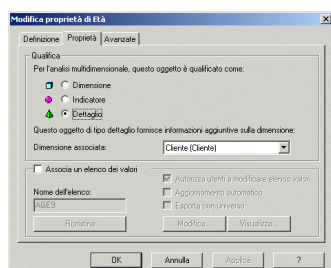 Modifica proprietà di Età
Definizione Proprietà Avanzate
Qualifica
Per l'analisi multidimensionale, questo oggetto è qualificato come:
Dimensione
Indicatore
Dettaglio
Questo oggetto di tipo dettaglio fornisce informazioni aggiuntive sulla dimensione:
Dimensione associata: Cliente (Cliente)
Associa un elenco dei valori
Autorizza utenti a modificare elenco valori
Nome dell'elenco:
Aggiornamento automatico
AGE9
Esporta con universo
Ripristina Modifica... Visualizza...
OK Annulla Applica ?